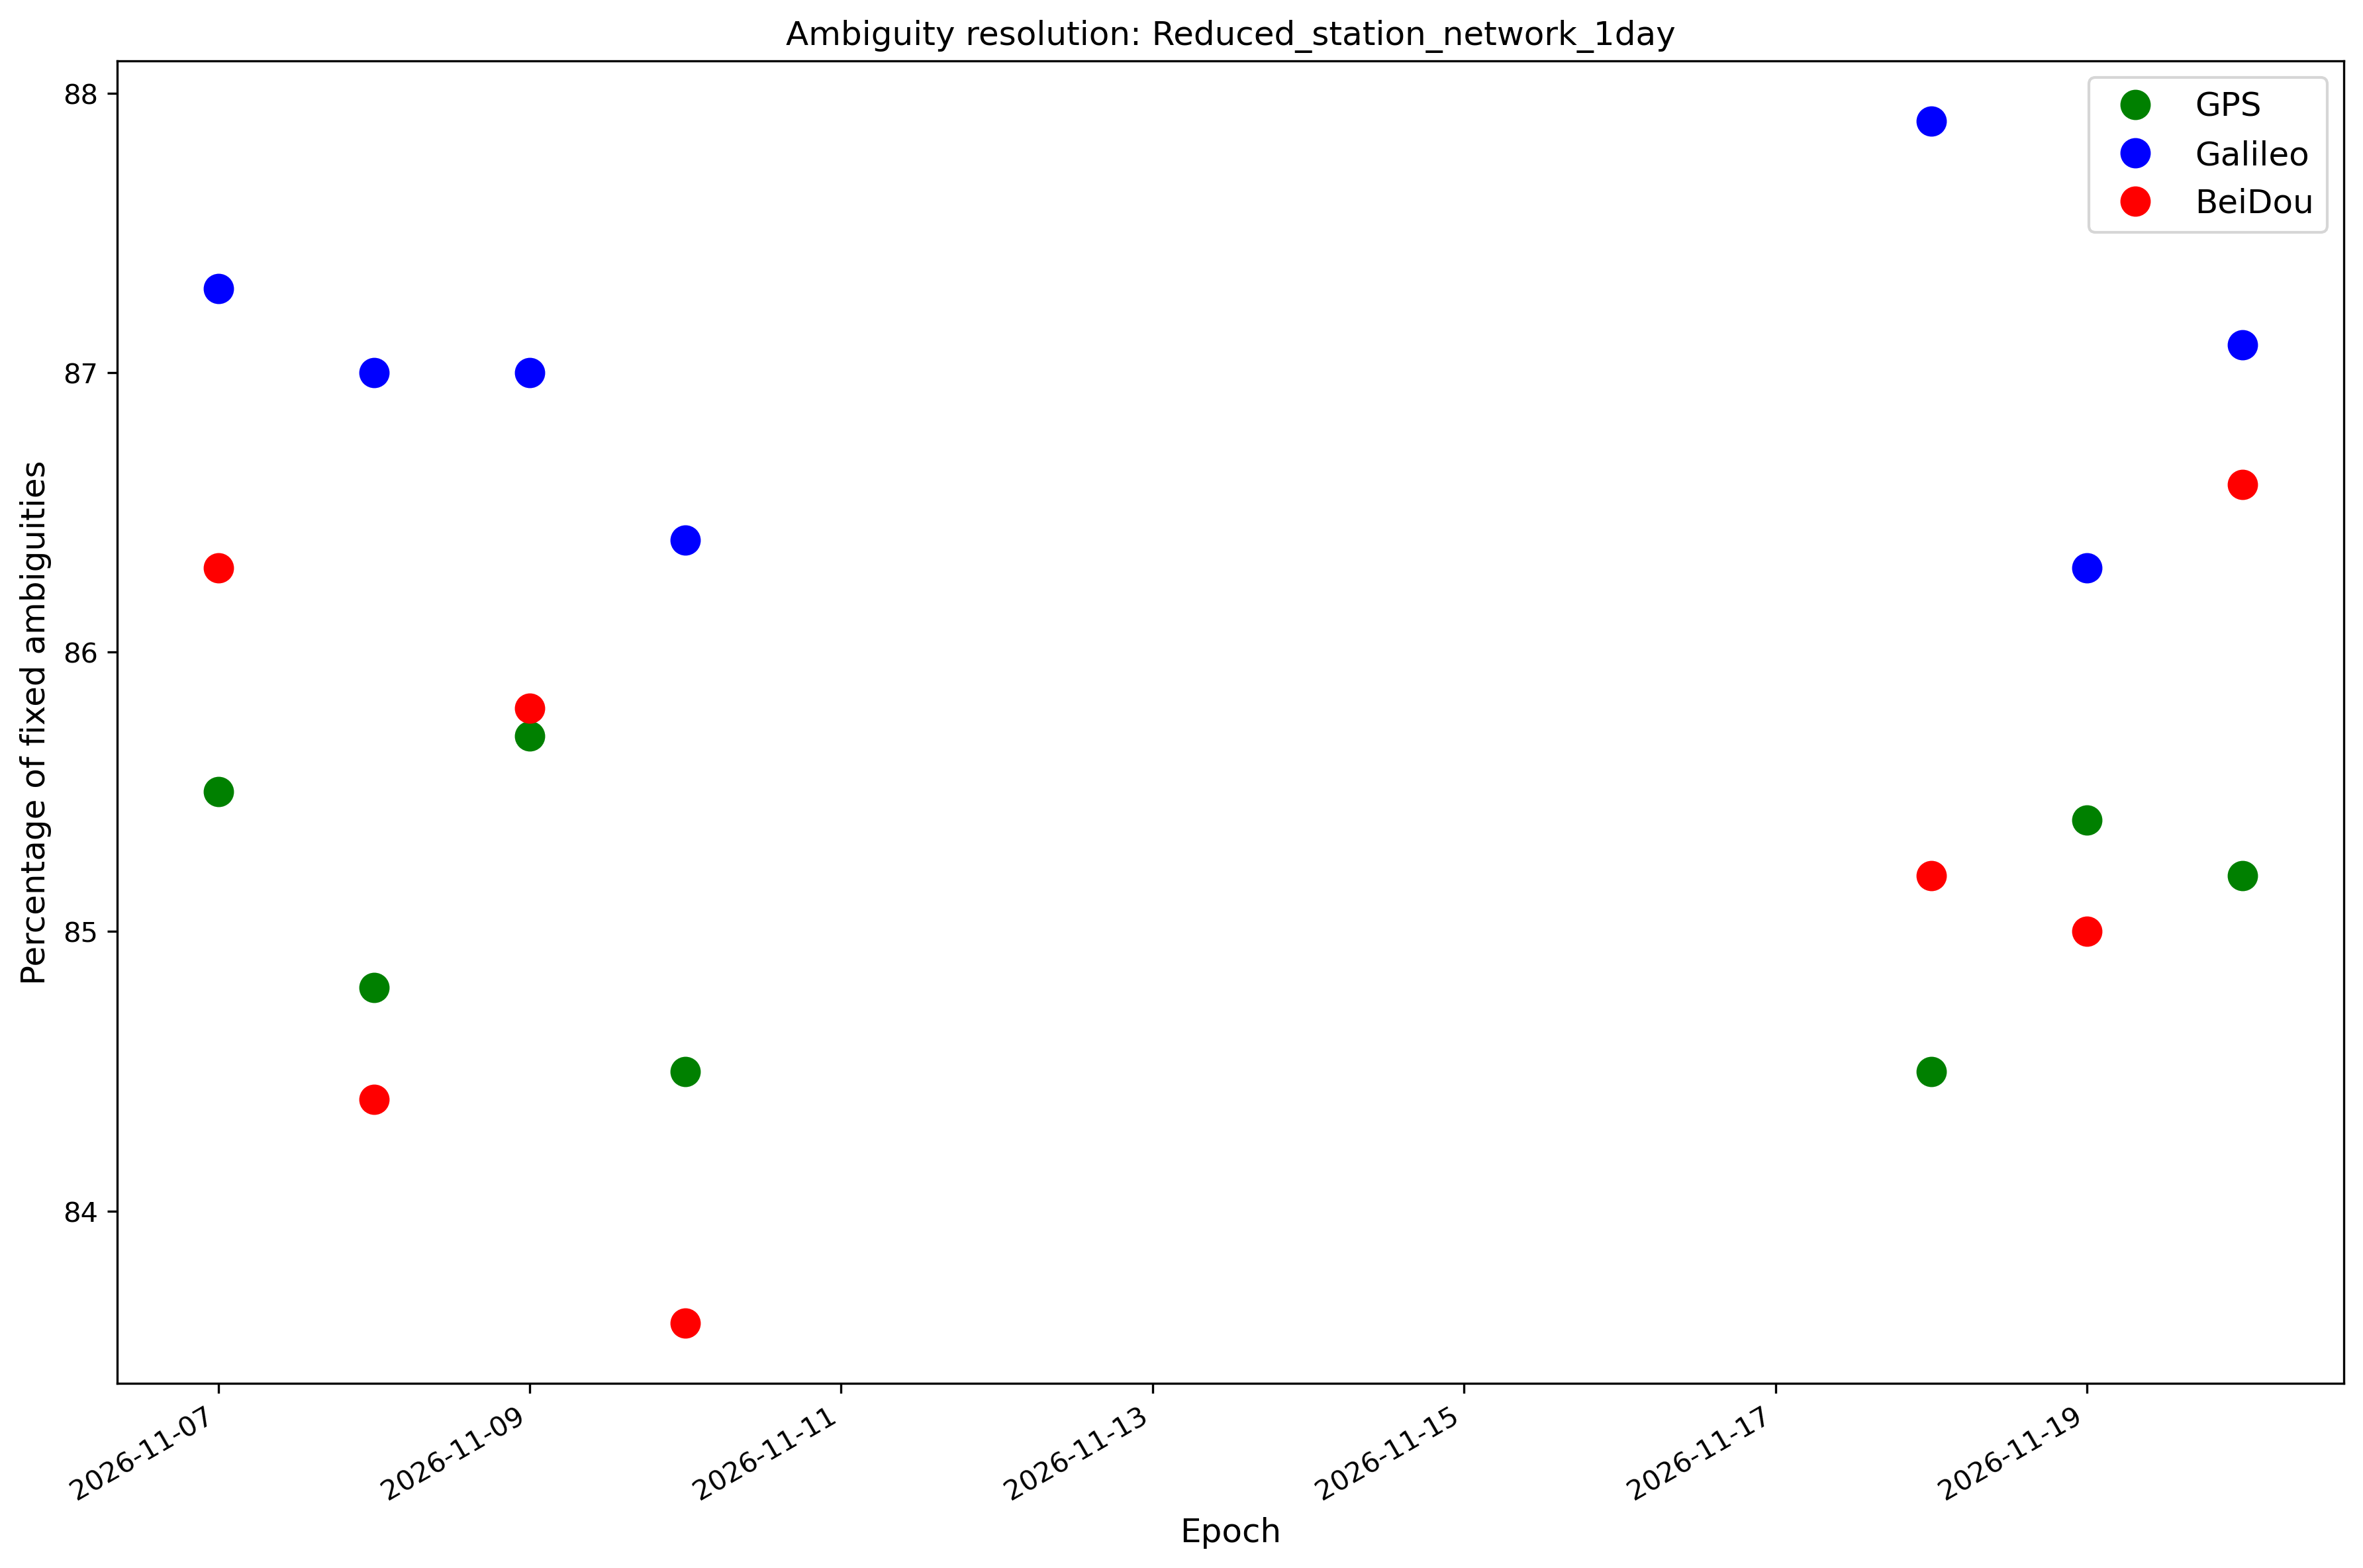 Ambiguity resolution: Reduced_station_network_1day
GPS
Galileo
BeiDou
Percentage of fixed ambiguities
88
87
86
85
84
2026-11-07
2026-11-09
2026-11-11
2026-11-13
2026-11-15
2026-11-17
2026-11-19
Epoch